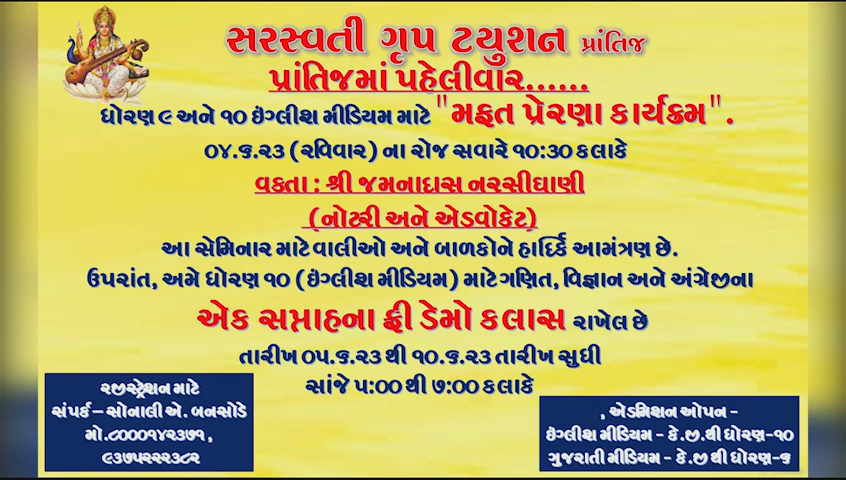 સરસ્વતી ગૃપ ટયુશન પ્રાંતિજ
પ્રાંતિજમાં પહેલીવાર......
ધોરણ ૯ અને ૧૦ ઇંગ્લીશ મીડિયમ માટે "મફત પ્રેરણા કાર્યક્રમ".
૦૪.૬.૨૩ (રવિવાર) ના રોજ સવારે ૧૦:૩૦ કલાકે
વક્તા : શ્રી જમનાદાસ નરસીઘાણી
(નોટરી અને એડવોકેટ)
આ સેમિનાર માટે વાલીઓ અને બાળકોને હાદિર્ક આમંત્રણ છે.
ઉપરાંત, અમે ધોરણ ૧૦ (ઇંગ્લીશ મીડિયમ) માટે ગણિત, વિજ્ઞાન અને અંગ્રેજીના
એક સપ્તાહના ફ્રી ડેમો કલાસ રાખેલ છે
તારીખ ૦૫.૬.૨૩ થી ૧૦.૬.૨૩ તારીખ સુધી
સાંજે ૫:૦૦ થી ૭:૦૦ કલાકે
રજીસ્ટ્રેશન માટે
સંપર્ક – સોનાલી એ. બનસોડે
મો.૮૦૦૦૧૪૨૩૭૧ ,
૯૩૭૫૨૨૨૩૮૨
, એડમિશન ઓપન -
ઇંગ્લીશ મીડિયમ - કે.જી.થી ધોરણ-૧૦
ગુજરાતી મીડિયમ - કે.જી થી ધોરણ-૬